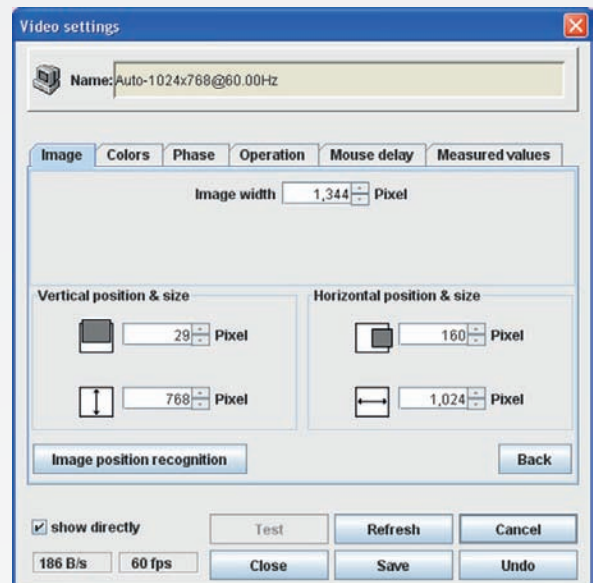 Video settings
Name: Auto-1024x768@60.00Hz
Image Colors Phase Operation Mouse delay Measured values
Image width 1,344 Pixel
Vertical position & size
29 Pixel
768 Pixel
Horizontal position & size
160 Pixel
1,024 Pixel
Image position recognition Back
show directly Test Refresh Cancel
186 B/s 60 fps Close Save Undo